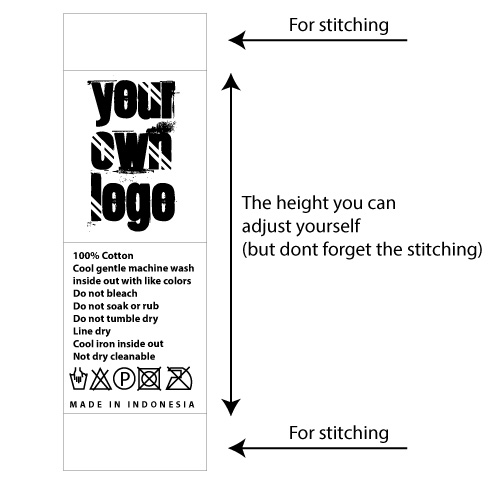 For stitching
your
own
logo
The height you can
adjust yourself
(but dont forget the stitching)
100% Cotton
Cool gentle machine wash
inside out with like colors
Do not bleach
Do not soak or rub
Do not tumble dry
Line dry
Cool iron inside out
Not dry cleanable
P
MADE IN INDONESIA
For stitching